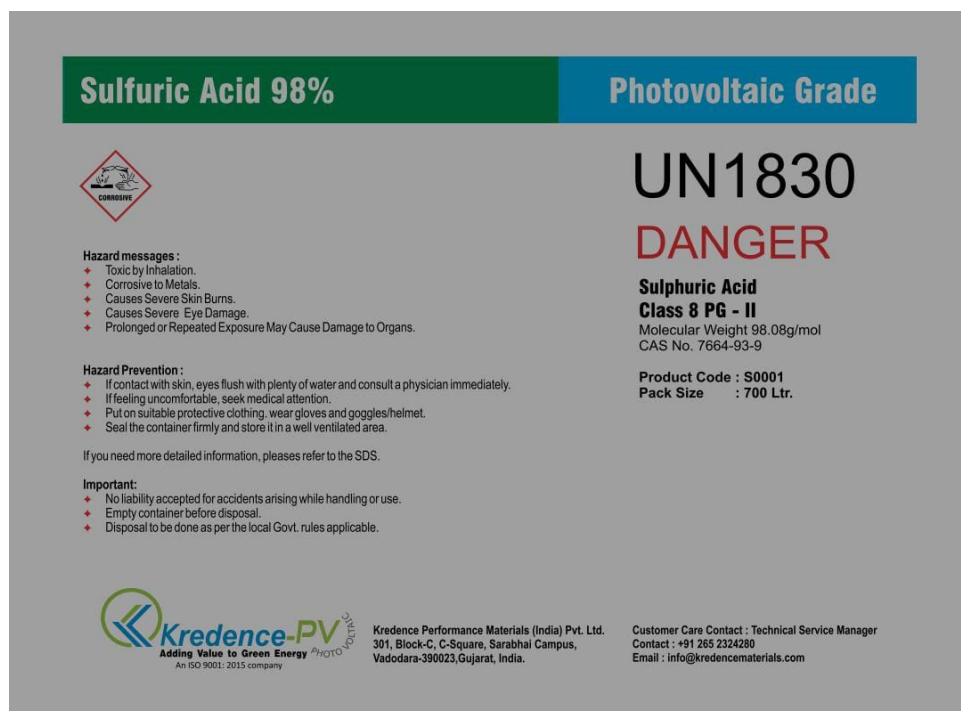 Sulfuric Acid 98%
Photovoltaic Grade
CORROSIVE
UN1830
DANGER
Sulphuric Acid
Class 8 PG - II
Molecular Weight 98.08g/mol
CAS No. 7664-93-9
Product Code : S0001
Pack Size : 700 Ltr.
Hazard messages :
Toxic by Inhalation.
Corrosive to Metals.
Causes Severe Skin Burns.
Causes Severe Eye Damage.
Prolonged or Repeated Exposure May Cause Damage to Organs.
Hazard Prevention :
If contact with skin, eyes flush with plenty of water and consult a physician immediately.
If feeling uncomfortable, seek medical attention.
Put on suitable protective clothing. wear gloves and goggles/helmet.
Seal the container firmly and store it in a well ventilated area.
If you need more detailed information, pleases refer to the SDS.
Important:
No liability accepted for accidents arising while handling or use.
Empty container before disposal.
Disposal to be done as per the local Govt. rules applicable.
Kredence-PV
PHOTO VOLTAIC
Adding Value to Green Energy
An ISO 9001: 2015 company
Kredence Performance Materials (India) Pvt. Ltd.
301, Block-C, C-Square, Sarabhai Campus,
Vadodara-390023,Gujarat, India.
Customer Care Contact : Technical Service Manager
Contact : +91 265 2324280
Email : info@kredencematerials.com